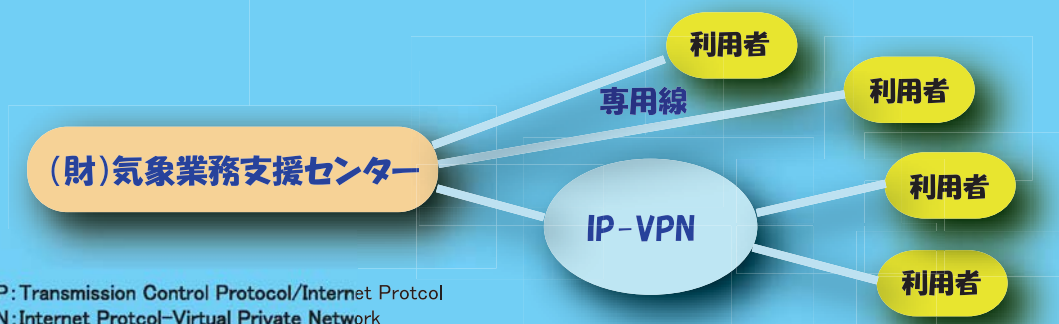 利用者
専用線
利用者
(財)気象業務支援センター
利用者
IP-VPN
利用者
P:Transmission Control Protocol/Internet Protcol
N:Internet Protcol-Virtual Private Network